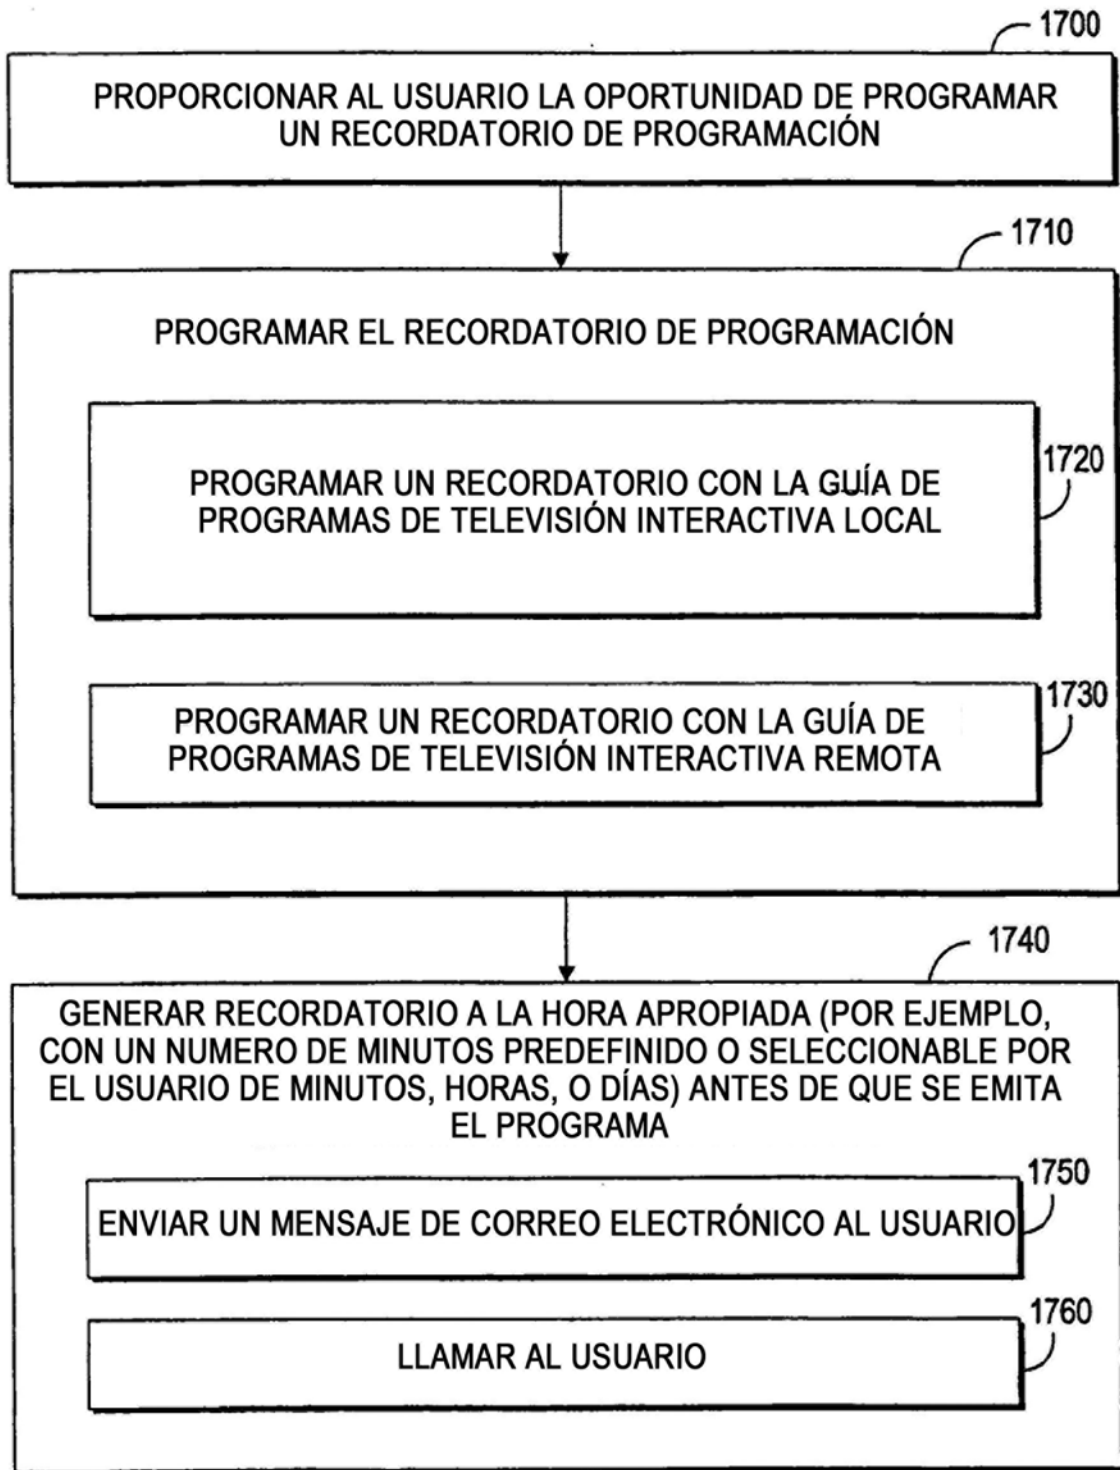 1700
PROPORCIONAR AL USUARIO LA OPORTUNIDAD DE PROGRAMAR
UN RECORDATORIO DE PROGRAMACIÓN
1710
PROGRAMAR EL RECORDATORIO DE PROGRAMACIÓN
1720
PROGRAMAR UN RECORDATORIO CON LA GUÍA DE
PROGRAMAS DE TELEVISIÓN INTERACTIVA LOCAL
1730
PROGRAMAR UN RECORDATORIO CON LA GUÍA DE
PROGRAMAS DE TELEVISIÓN INTERACTIVA REMOTA
1740
GENERAR RECORDATORIO A LA HORA APROPIADA (POR EJEMPLO,
CON UN NUMERO DE MINUTOS PREDEFINIDO O SELECCIONABLE POR
EL USUARIO DE MINUTOS, HORAS, O DÍAS) ANTES DE QUE SE EMITA
EL PROGRAMA
1750
ENVIAR UN MENSAJE DE CORREO ELECTRÓNICO AL USUARIO
1760
LLAMAR AL USUARIO